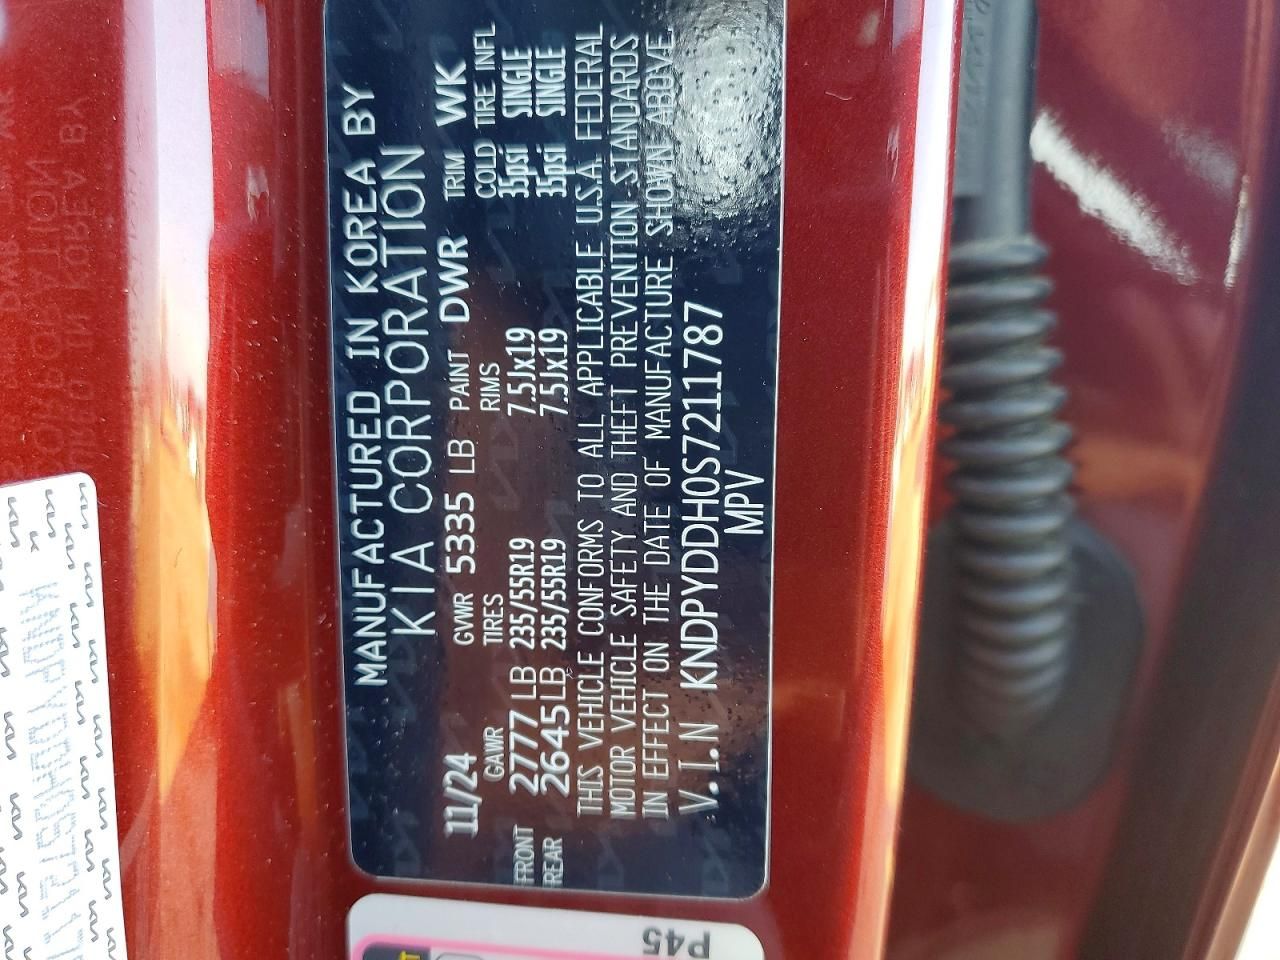 MANUFACTURED IN KOREA BY
KIA CORPORATION
11/24 GVWR 5335 LB PAINT DWR TRIM WK
GAWR TIRES RIMS COLD TIRE INFL
FRONT 2777 LB 235/55R19 7.5Jx19 35psi SINGLE
REAR 2645LB 235/55R19 7.5Jx19 35psi SINGLE
THIS VEHICLE CONFORMS TO ALL APPLICABLE U.S.A. FEDERAL
MOTOR VEHICLE SAFETY AND THEFT PREVENTION STANDARDS
IN EFFECT ON THE DATE OF MANUFACTURE SHOWN ABOVE.
V.I.N KNDPYDDH0S7211787
MPV
P45